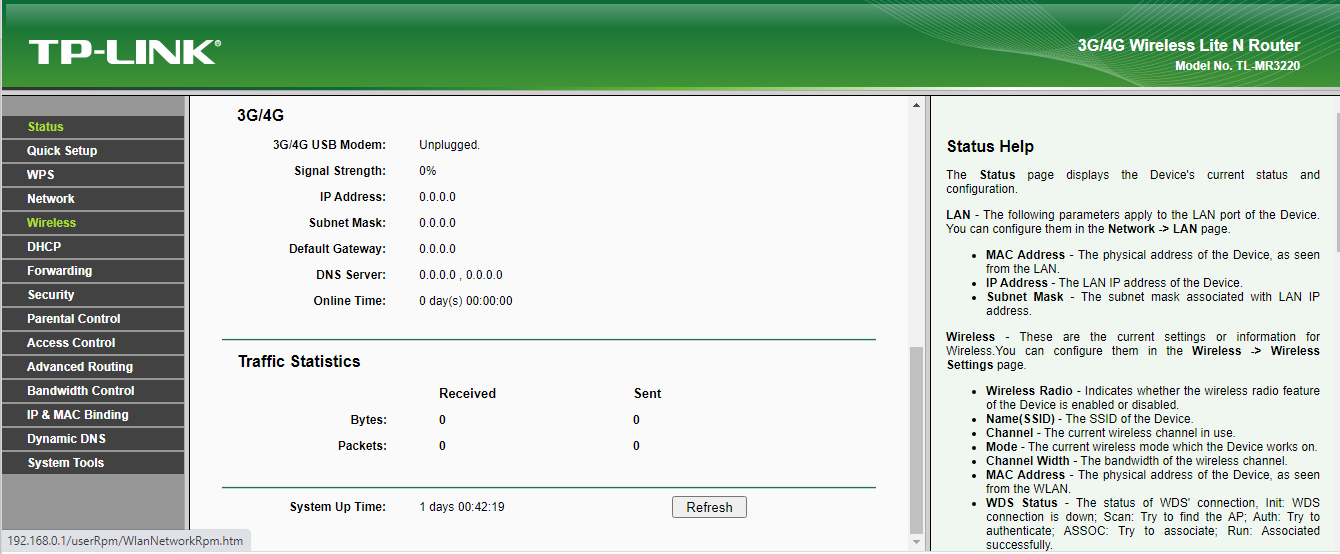 TP-LINK®
3G/4G Wireless Lite N Router
Model No. TL-MR3220
Status
Quick Setup
WPS
Network
Wireless
DHCP
Forwarding
Security
Parental Control
Access Control
Advanced Routing
Bandwidth Control
IP & MAC Binding
Dynamic DNS
System Tools
192.168.0.1/userRpm/WlanNetworkRpm.htm
3G/4G
3G/4G USB Modem: Unplugged.
Signal Strength: 0%
IP Address: 0.0.0.0
Subnet Mask: 0.0.0.0
Default Gateway: 0.0.0.0
DNS Server: 0.0.0.0 , 0.0.0.0
Online Time: 0 day(s) 00:00:00
Traffic Statistics
Received Sent
Bytes: 0 0
Packets: 0 0
System Up Time: 1 days 00:42:19 Refresh
Status Help
The Status page displays the Device's current status and
configuration.
LAN - The following parameters apply to the LAN port of the Device.
You can configure them in the Network -> LAN page.
• MAC Address - The physical address of the Device, as seen
from the LAN.
• IP Address - The LAN IP address of the Device.
• Subnet Mask - The subnet mask associated with LAN IP
address.
Wireless - These are the current settings or information for
Wireless.You can configure them in the Wireless -> Wireless
Settings page.
• Wireless Radio - Indicates whether the wireless radio feature
of the Device is enabled or disabled.
• Name(SSID) - The SSID of the Device.
• Channel - The current wireless channel in use.
• Mode - The current wireless mode which the Device works on.
• Channel Width - The bandwidth of the wireless channel.
• MAC Address - The physical address of the Device, as seen
from the WLAN.
• WDS Status - The status of WDS' connection, Init: WDS
connection is down; Scan: Try to find the AP; Auth: Try to
authenticate; ASSOC: Try to associate; Run: Associated
successfully.